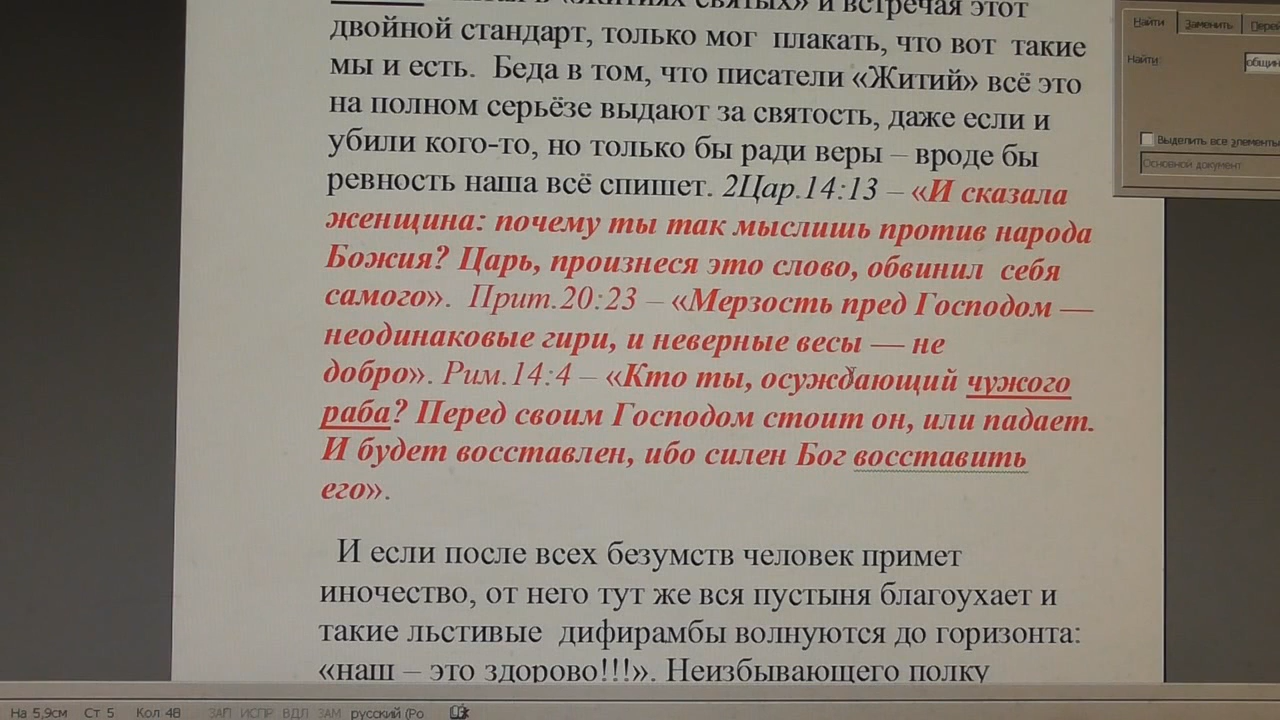 в «Житиях святых» и встречая этот
двойной стандарт, только мог плакать, что вот такие
мы и есть. Беда в том, что писатели «Житий» всё это
на полном серьёзе выдают за святость, даже если и
убили кого-то, но только бы ради веры – вроде бы
ревность наша всё спишет. 2Цар.14:13 – «И сказала
женщина: почему ты так мыслишь против народа
Божия? Царь, произнеся это слово, обвинил себя
самого». Прит.20:23 – «Мерзость пред Господом —
неодинаковые гири, и неверные весы — не
добро». Рим.14:4 – «Кто ты, осуждающий чужого
раба? Перед своим Господом стоит он, или падает.
И будет восставлен, ибо силен Бог восставить
его».
И если после всех безумств человек примет
иночество, от него тут же вся пустыня благоухает и
такие льстивые дифирамбы волнуются до горизонта:
«наш – это здорово!!!». Неизбывающего полку
Найти
Заменить
Найти:
Выделить все элементы
Основной документ
На 5,9см Ст 5 Кол 48 ЗАП ИСПР ВДЛ ЗАМ русский (Ро